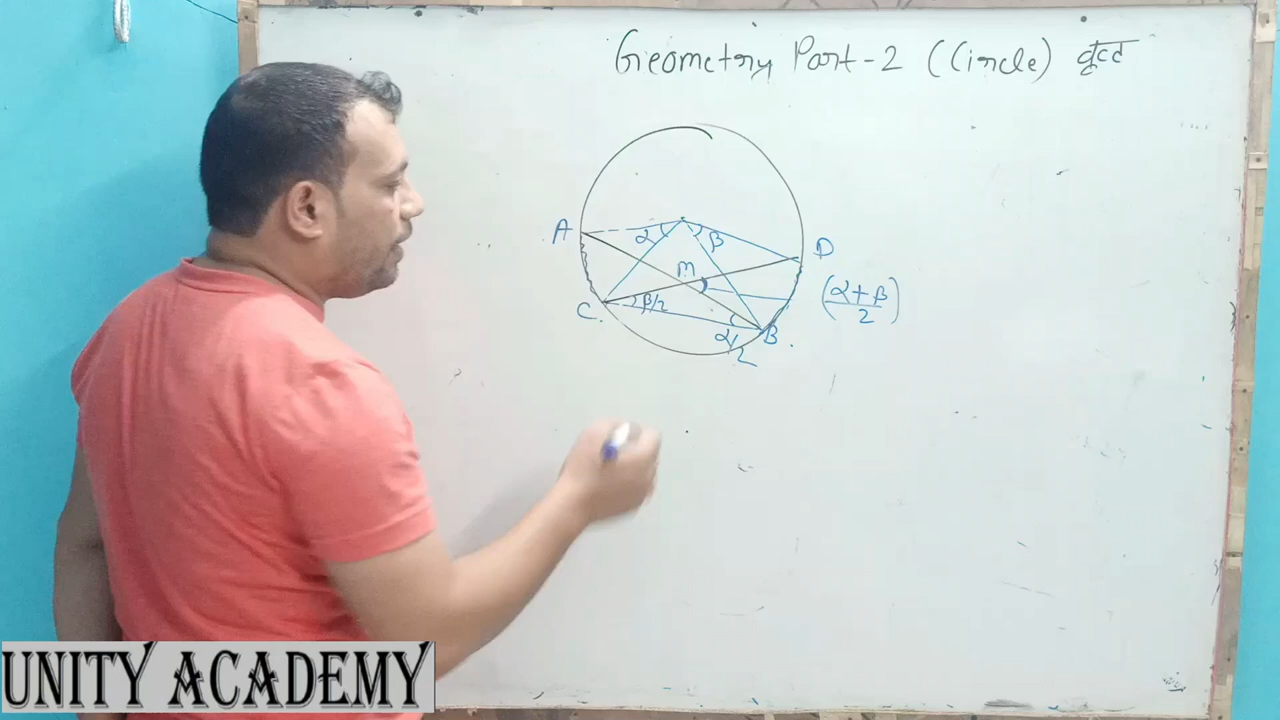 Geometry Part-2 (Circle) वृत्त
A
α
β
D
M
C.
β/2
(α+β/2)
α/2
B.
UNITY ACADEMY